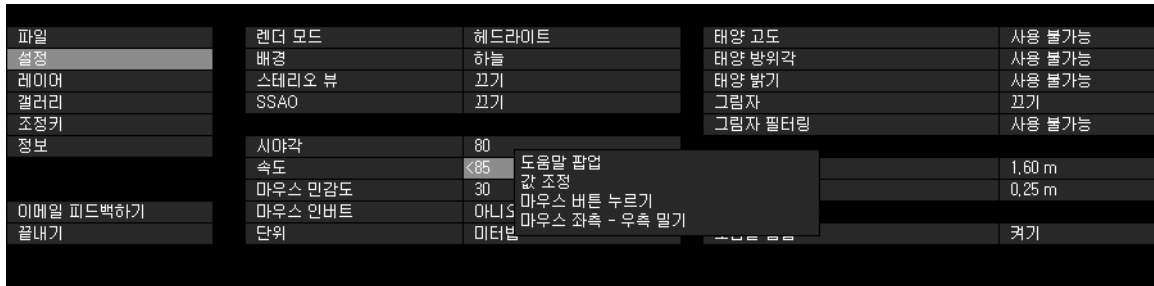 파일
설정
레이어
갤러리
조정키
정보
이메일 피드백하기
끝내기
렌더 모드 헤드라이트
배경 하늘
스테리오 뷰 끄기
SSAO 끄기
시야각 80
속도 <85
마우스 민감도 30
마우스 인버트 아니오
단위 미터법
도움말 팝업
값 조정
마우스 버튼 누르기
마우스 좌측 - 우측 밀기
태양 고도 사용 불가능
태양 방위각 사용 불가능
태양 밝기 사용 불가능
그림자 끄기
그림자 필터링 사용 불가능
1,60 m
0,25 m
켜기